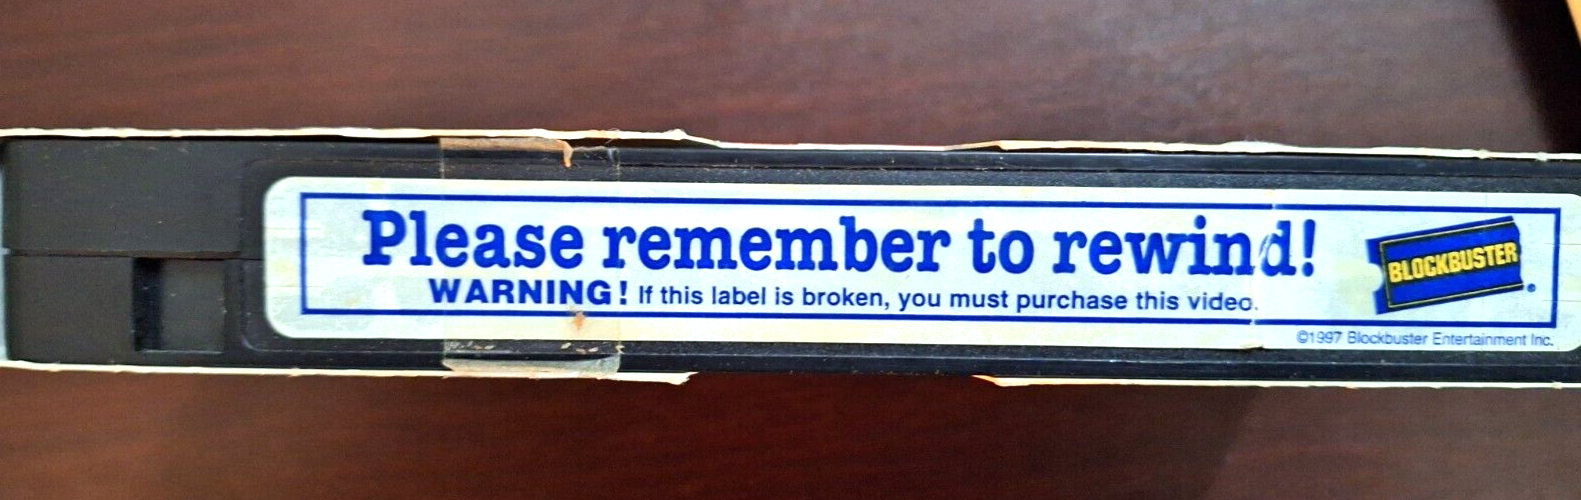 Please remember to rewind!
WARNING! If this label is broken, you must purchase this video.
BLOCKBUSTER
©1997 Blockbuster Entertainment Inc.